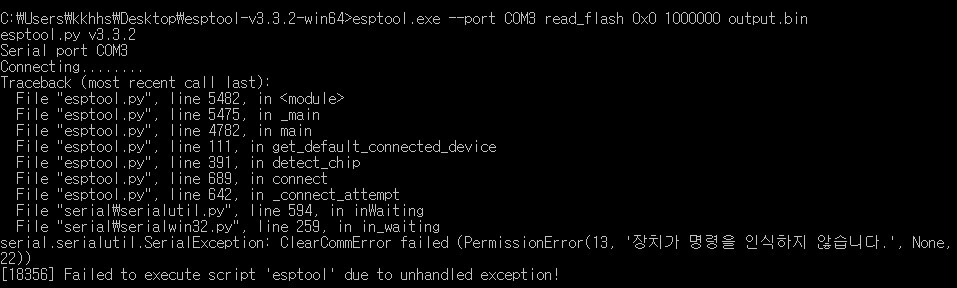 C:₩Users₩kkhhs₩Desktop₩esptool-v3.3.2-win64>esptool.exe --port COM3 read_flash 0x0 1000000 output.bin
esptool.py v3.3.2
Serial port COM3
Connecting........
Traceback (most recent call last):
  File "esptool.py", line 5482, in <module>
  File "esptool.py", line 5475, in _main
  File "esptool.py", line 4782, in main
  File "esptool.py", line 111, in get_default_connected_device
  File "esptool.py", line 391, in detect_chip
  File "esptool.py", line 689, in connect
  File "esptool.py", line 642, in _connect_attempt
  File "serial₩serialutil.py", line 594, in inWaiting
  File "serial₩serialwin32.py", line 259, in in_waiting
serial.serialutil.SerialException: ClearCommError failed (PermissionError(13, '장치가 명령을 인식하지 않습니다.', None,
22))
[18356] Failed to execute script 'esptool' due to unhandled exception!